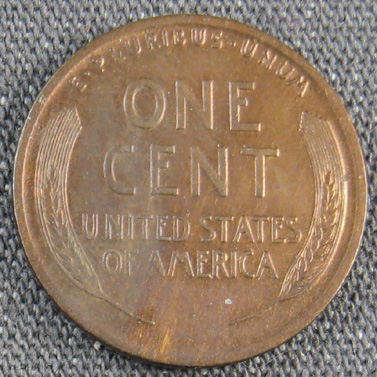 E·PLURIBUS·UNUM
ONE
CENT
UNITED STATES
OF AMERICA